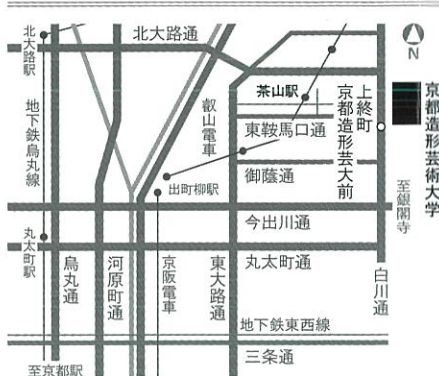 北大路駅
北大路通
N
地下鉄烏丸線
叡山電車
茶山駅
上終町
京都造形芸大前
京都造形芸術大学
東鞍馬口通
出町柳駅
御蔭通
至銀閣寺
今出川通
丸太町駅
烏丸通
河原町通
京阪電車
東大路通
丸太町通
白川通
地下鉄東西線
三条通
至京都駅